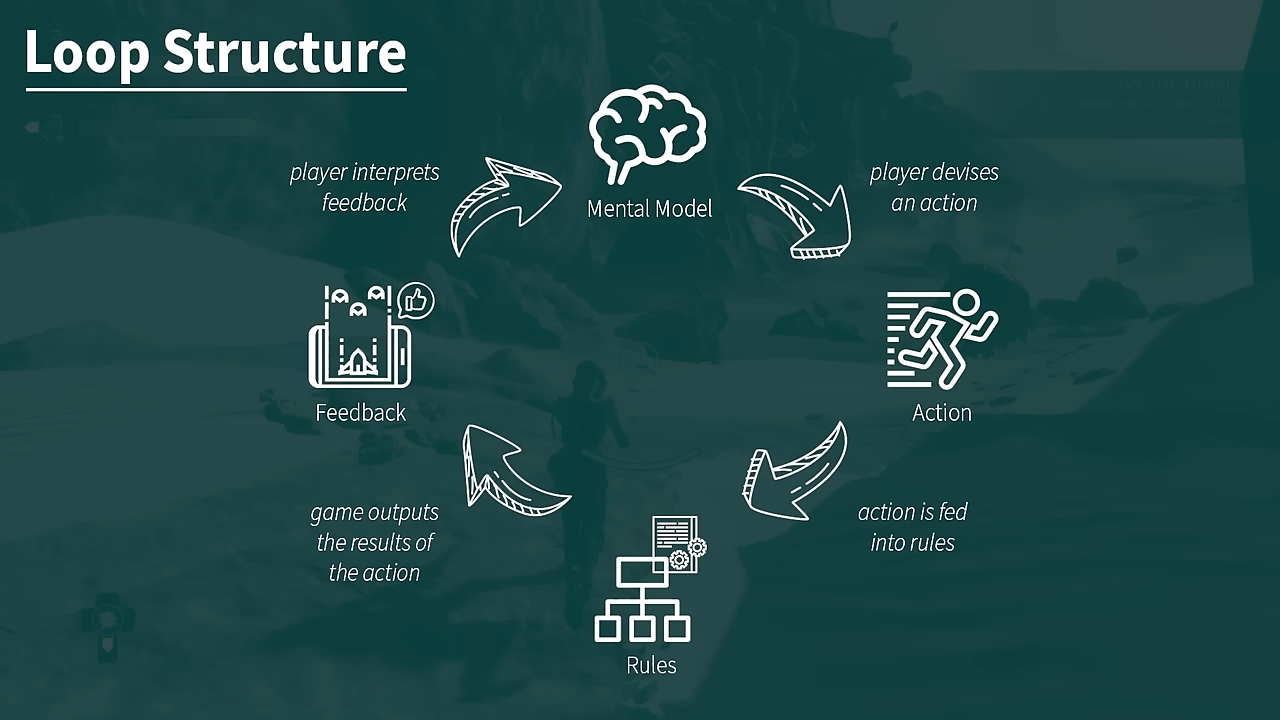 Loop Structure
player interprets
feedback
Mental Model
player devises
an action
Feedback
Action
game outputs
the results of
the action
action is fed
into rules
Rules